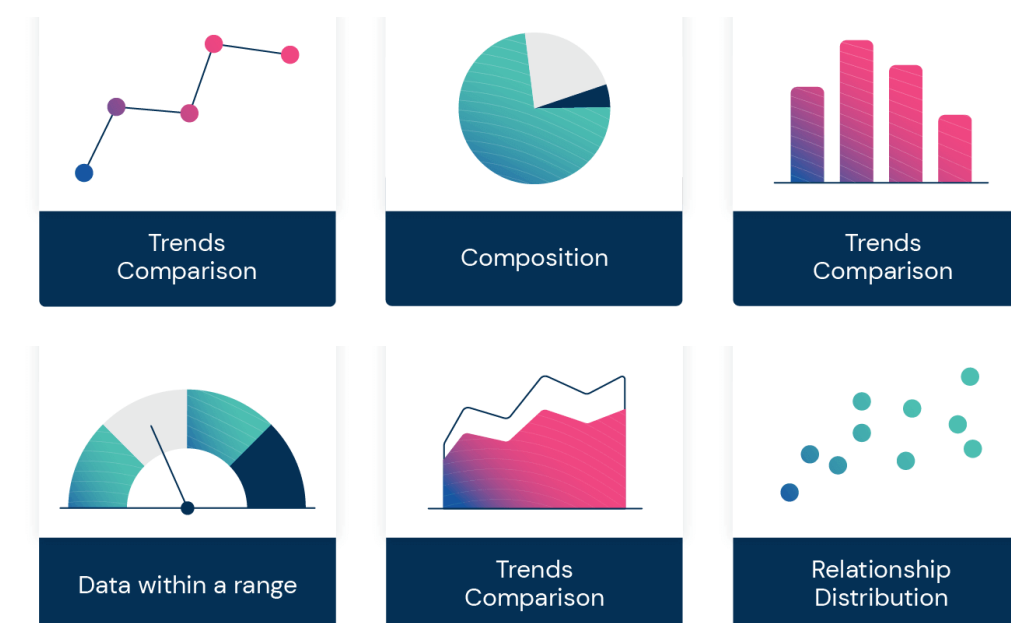 Trends
Comparison
Composition
Trends
Comparison
Data within a range
Trends
Comparison
Relationship
Distribution